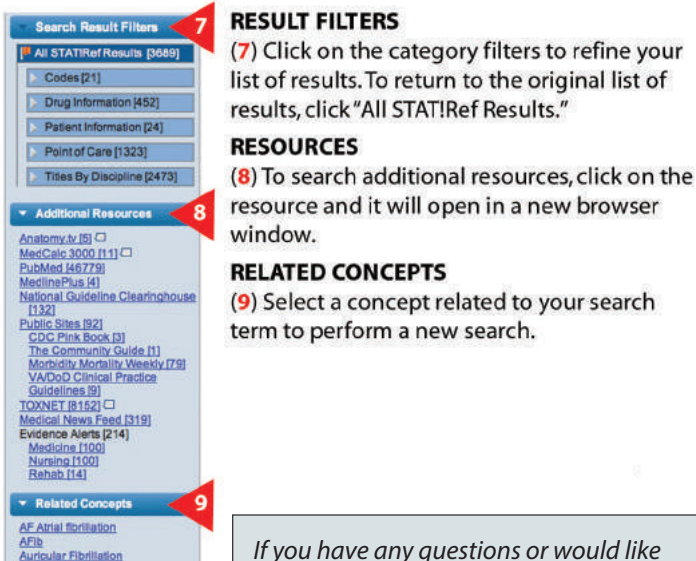 Search Result Filters 7
All STAT!Ref Results [3689]
Codes [21]
Drug Information [452]
Patient Information [24]
Point of Care [1323]
Titles By Discipline [2473]
Additional Resources 8
Anatomy.tv [5]
MedCalc 3000 [11]
PubMed [46779]
MedlinePlus [4]
National Guideline Clearinghouse
[132]
Public Sites [92]
CDC Pink Book [3]
The Community Guide [1]
Morbidity Mortality Weekly [79]
VA/DoD Clinical Practice
Guidelines [9]
TOXNET [8152]
Medical News Feed [319]
Evidence Alerts [214]
Medicine [100]
Nursing [100]
Rehab [14]
Related Concepts 9
AF Atrial fibrillation
AFib
Auricular Fibrillation
RESULT FILTERS
(7) Click on the category filters to refine your
list of results. To return to the original list of
results, click "All STAT!Ref Results."
RESOURCES
(8) To search additional resources, click on the
resource and it will open in a new browser
window.
RELATED CONCEPTS
(9) Select a concept related to your search
term to perform a new search.
If you have any questions or would like